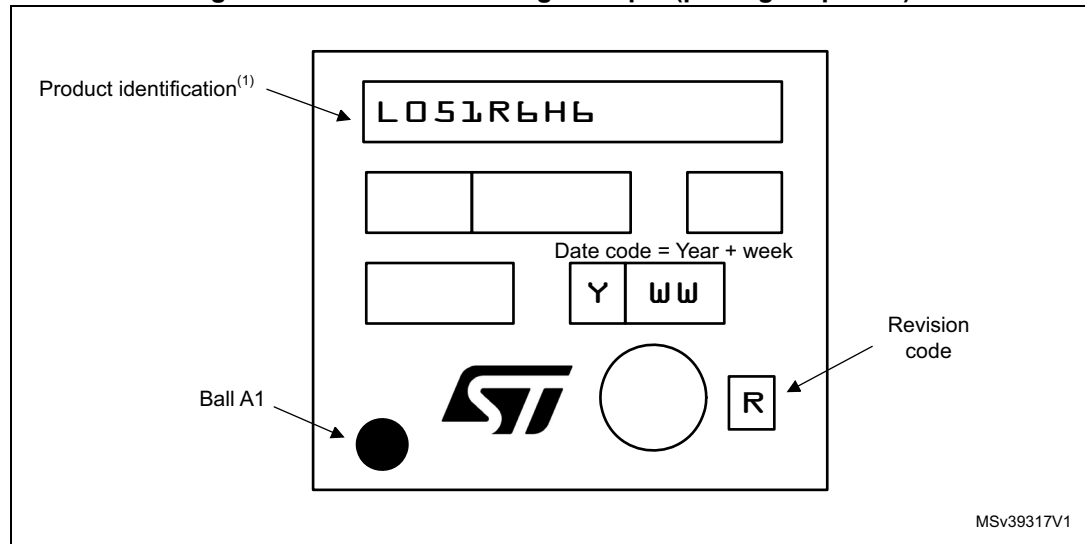 Product identification(1)
L051R6H6
Date code = Year + week
Y WW
Revision
code
R
Ball A1
MSv39317V1